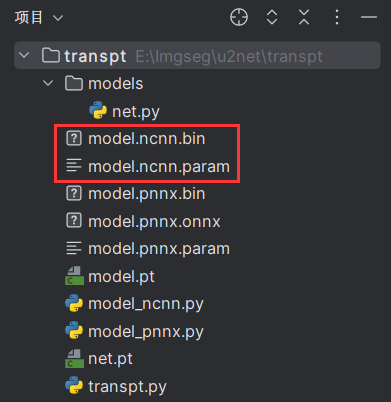 项目
transpt E:\Imgseg\u2net\transpt
models
net.py
model.ncnn.bin
model.ncnn.param
model.pnnx.bin
model.pnnx.onnx
model.pnnx.param
model.pt
model_ncnn.py
model_pnnx.py
net.pt
transpt.py